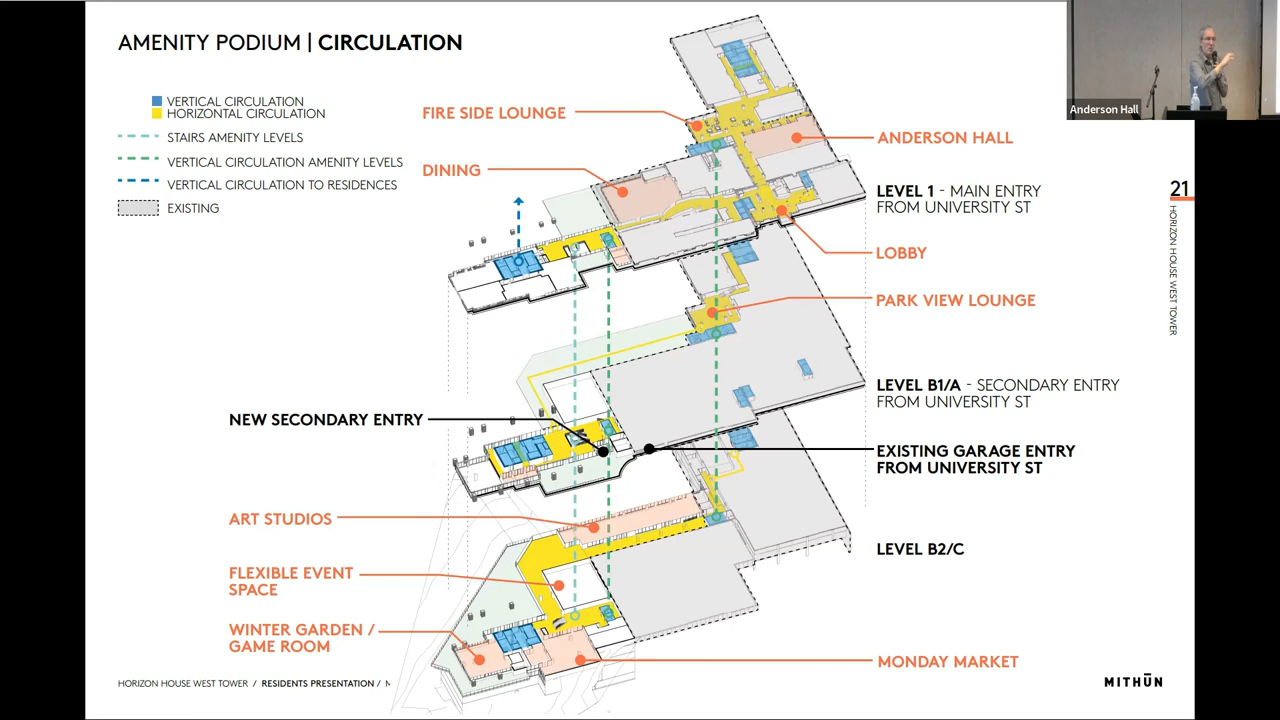 AMENITY PODIUM | CIRCULATION
VERTICAL CIRCULATION
HORIZONTAL CIRCULATION
STAIRS AMENITY LEVELS
VERTICAL CIRCULATION AMENITY LEVELS
VERTICAL CIRCULATION TO RESIDENCES
EXISTING
FIRE SIDE LOUNGE
DINING
ANDERSON HALL
LEVEL 1 - MAIN ENTRY
FROM UNIVERSITY ST
LOBBY
PARK VIEW LOUNGE
LEVEL B1/A - SECONDARY ENTRY
FROM UNIVERSITY ST
NEW SECONDARY ENTRY
EXISTING GARAGE ENTRY
FROM UNIVERSITY ST
ART STUDIOS
LEVEL B2/C
FLEXIBLE EVENT
SPACE
WINTER GARDEN /
GAME ROOM
MONDAY MARKET
HORIZON HOUSE WEST TOWER / RESIDENTS PRESENTATION /
MITHŪN
21
HORIZON HOUSE WEST TOWER
Anderson Hall